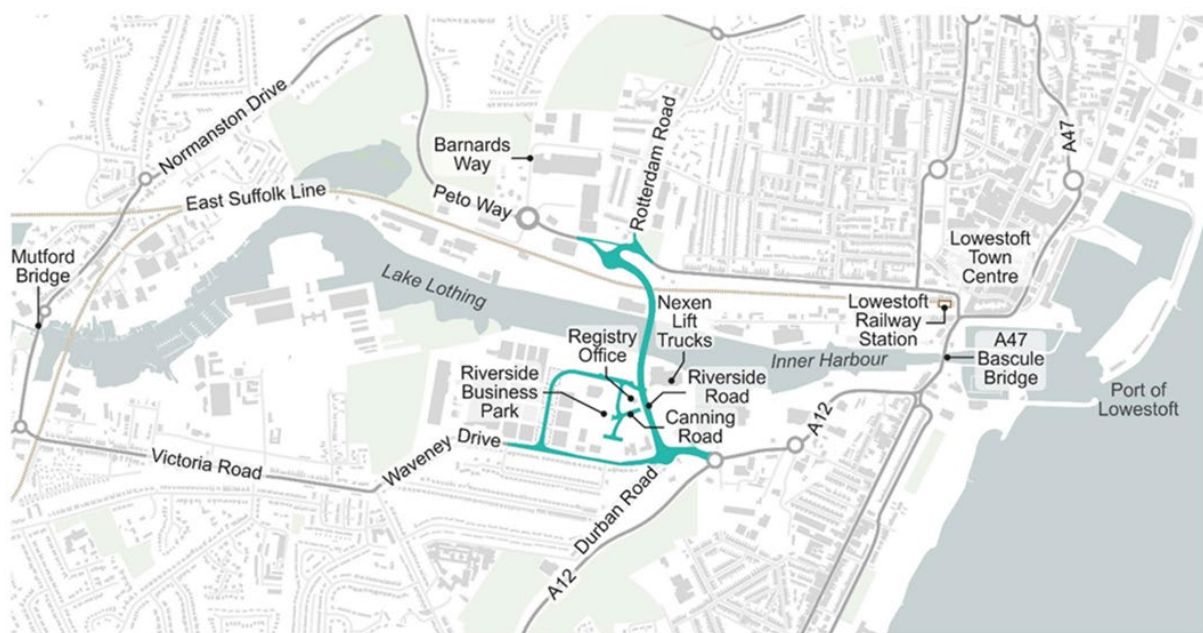 Normanston Drive
Barnards
Way
Rotterdam Road
A47
East Suffolk Line
Peto Way
Mutford
Bridge
Lowestoft
Town
Centre
Lake Lothing
Nexen
Lift
Trucks
Lowestoft
Railway
Station
Registry
Office
Inner Harbour
A47
Bascule
Bridge
Riverside
Business
Park
Riverside
Road
Port of
Lowestoft
Canning
Road
A12
Victoria Road
Waveney Drive
Durban Road
A12